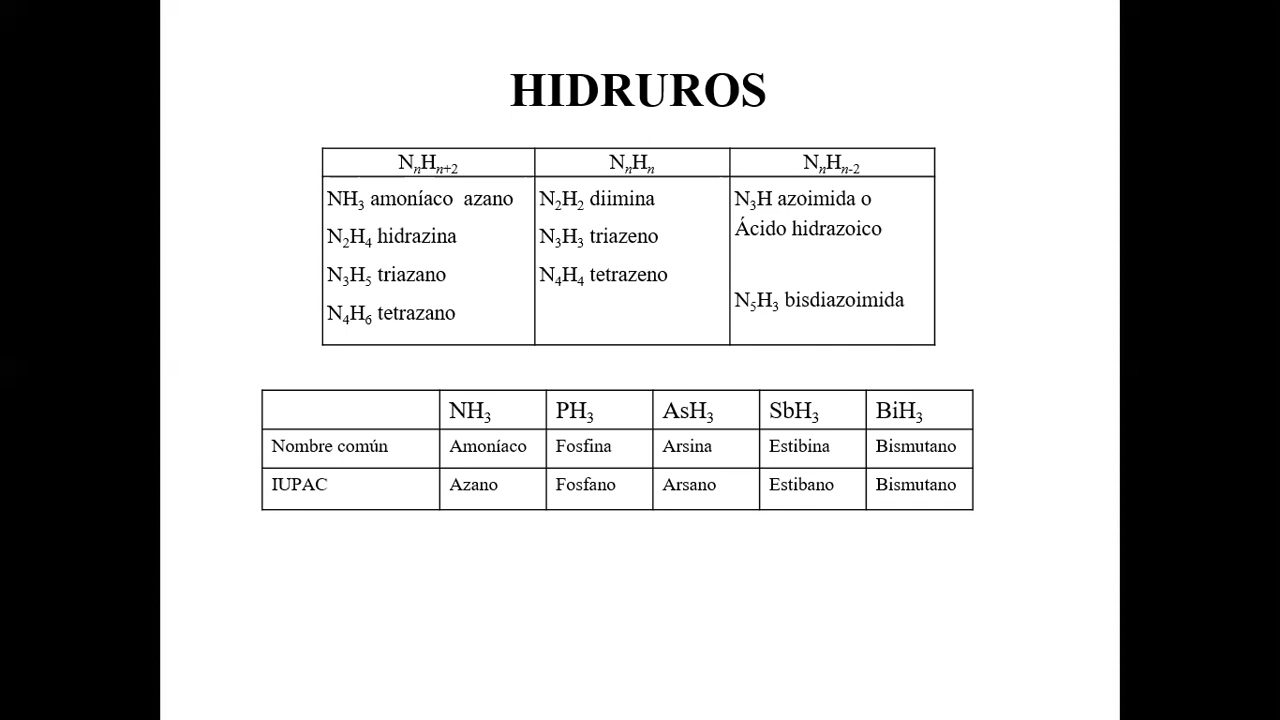 HIDRUROS
NₙHₙ₊₂ NₙHₙ NₙHₙ₋₂
NH₃ amoníaco azano N₂H₂ diimina N₃H azoimida o
Ácido hidrazoico
N₂H₄ hidrazina N₃H₃ triazeno
N₃H₅ triazano N₄H₄ tetrazeno
N₅H₃ bisdiazoimida
N₄H₆ tetrazano
NH₃ PH₃ AsH₃ SbH₃ BiH₃
Nombre común Amoníaco Fosfina Arsina Estibina Bismutano
IUPAC Azano Fosfano Arsano Estibano Bismutano